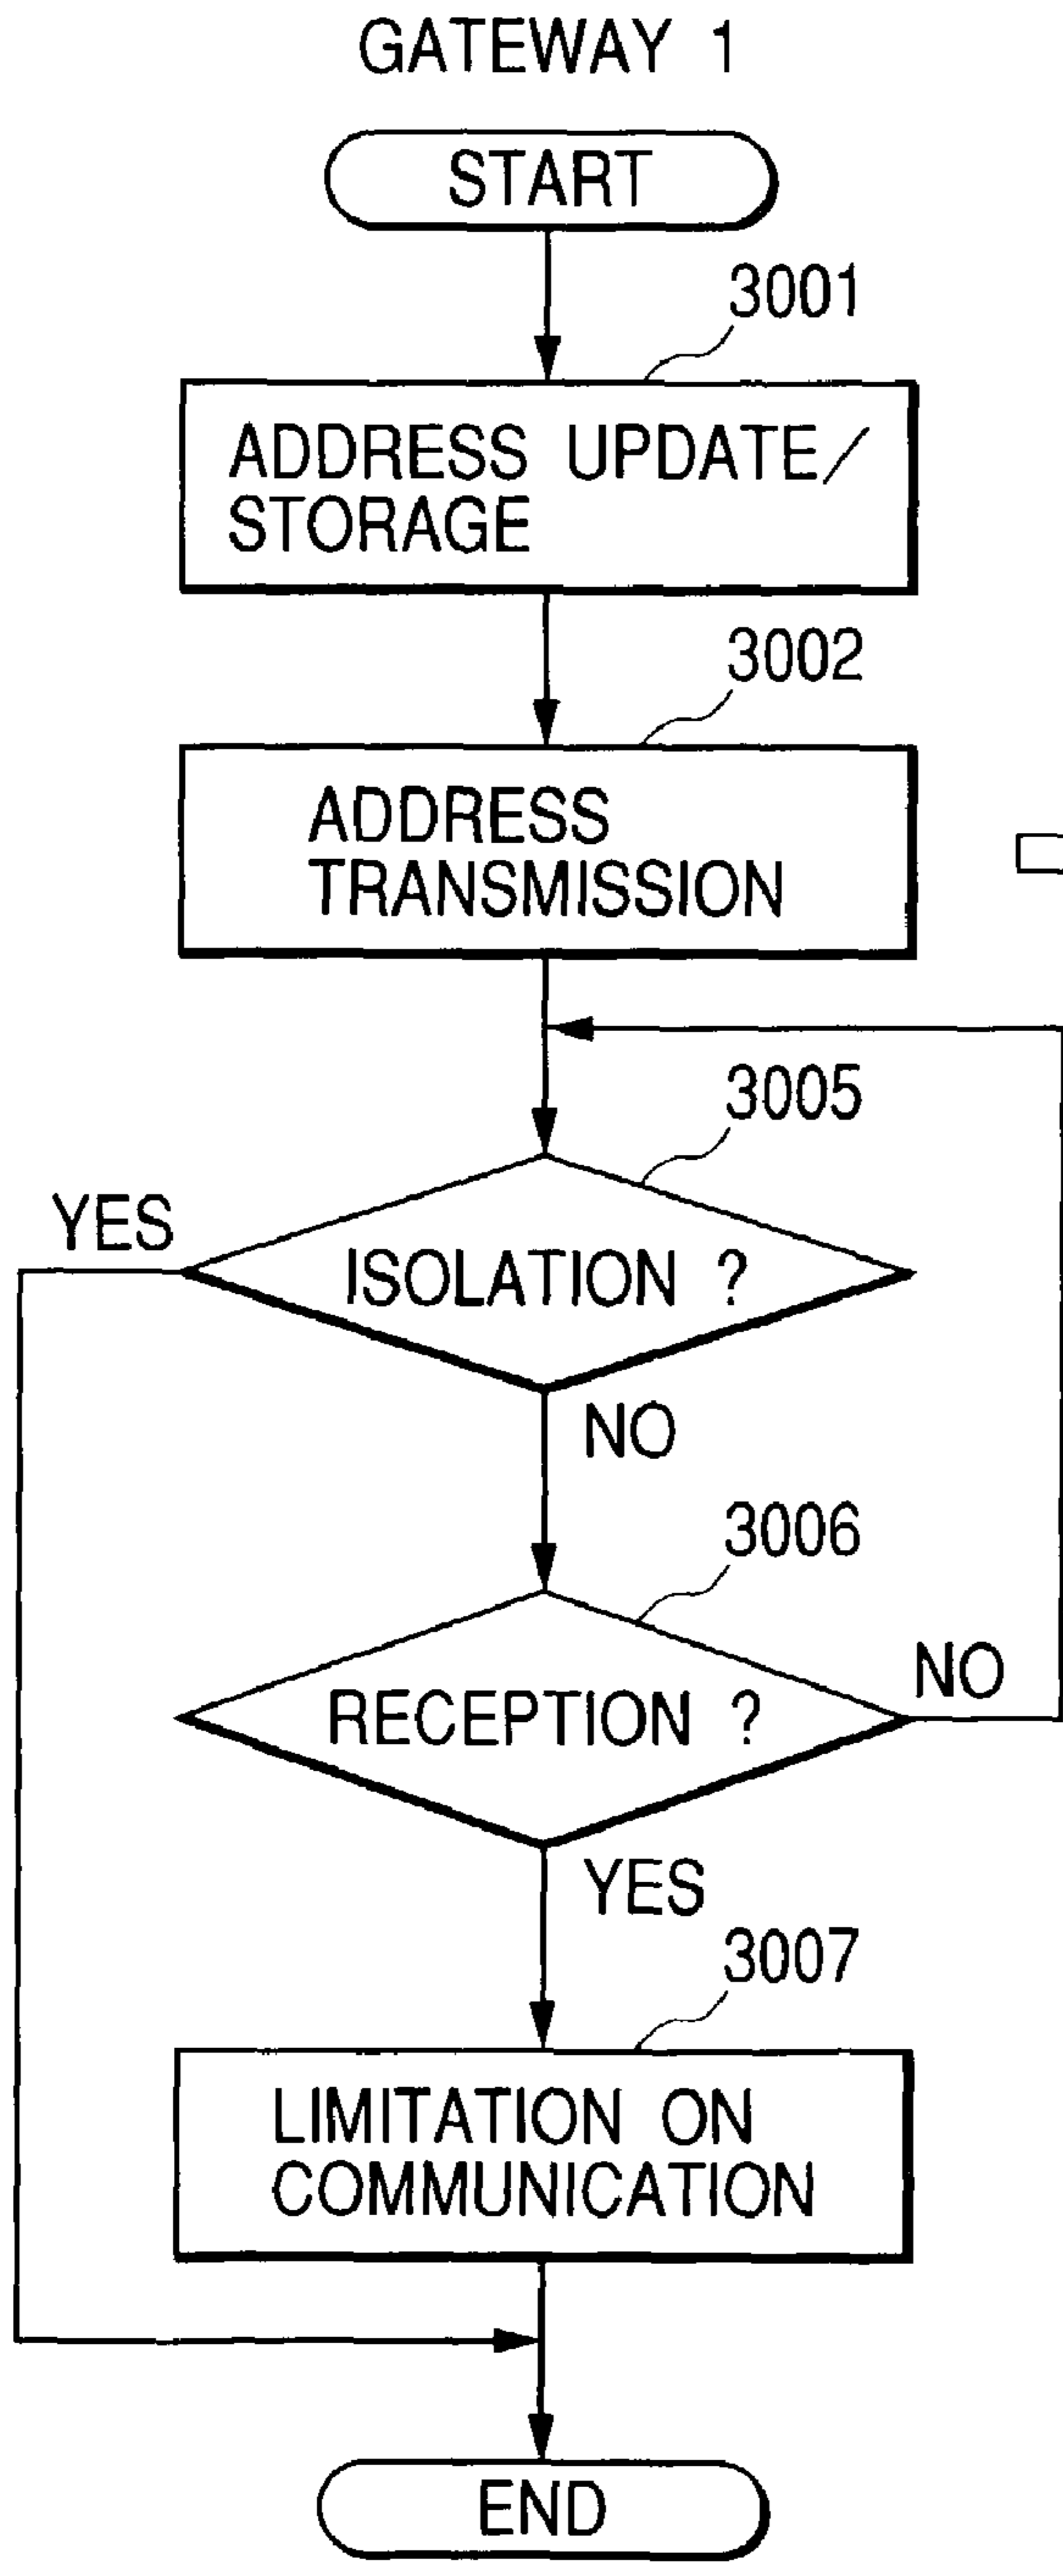 GATEWAY 1
START
3001
ADDRESS UPDATE/
STORAGE
3002
ADDRESS
TRANSMISSION
3005
YES
ISOLATION ?
NO
3006
RECEPTION ?
NO
YES
3007
LIMITATION ON
COMMUNICATION
END